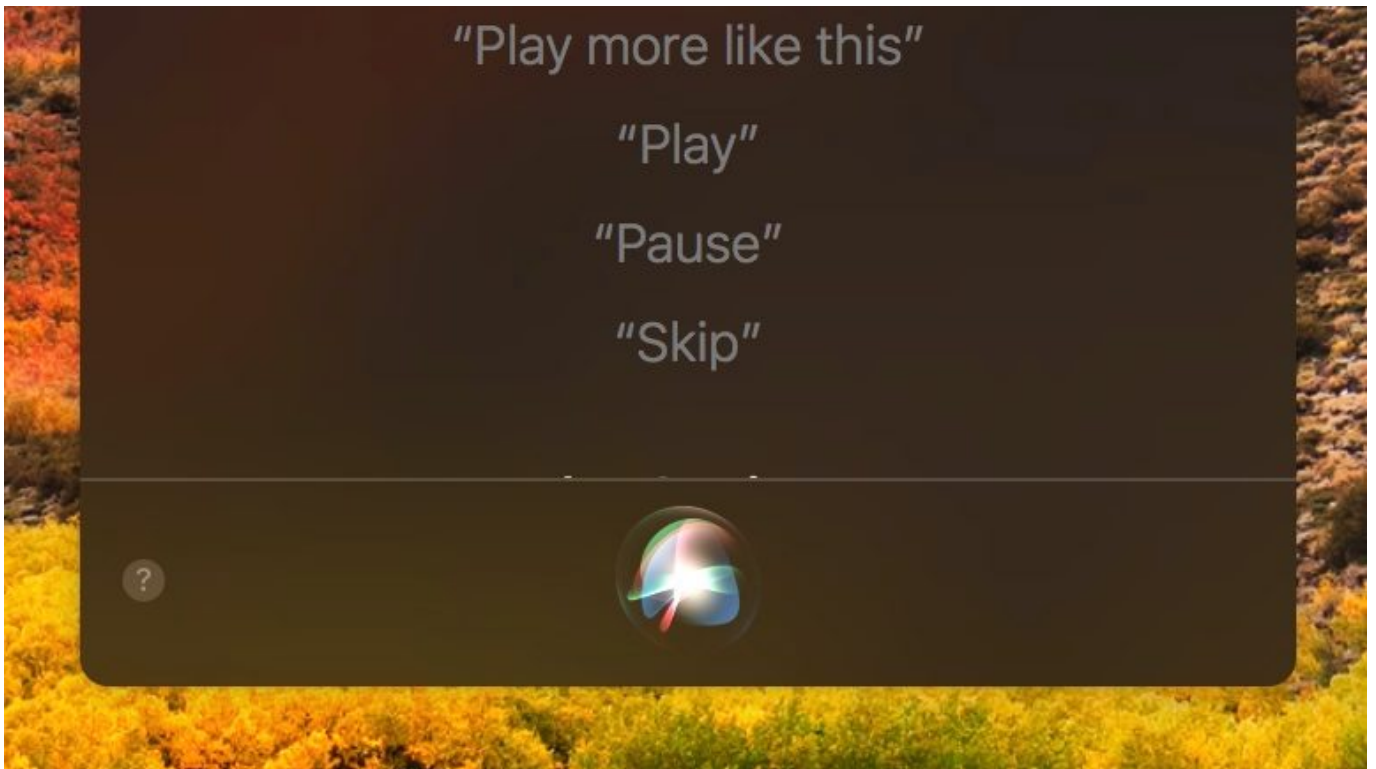 “Play more like this”
“Play”
“Pause”
“Skip”
?